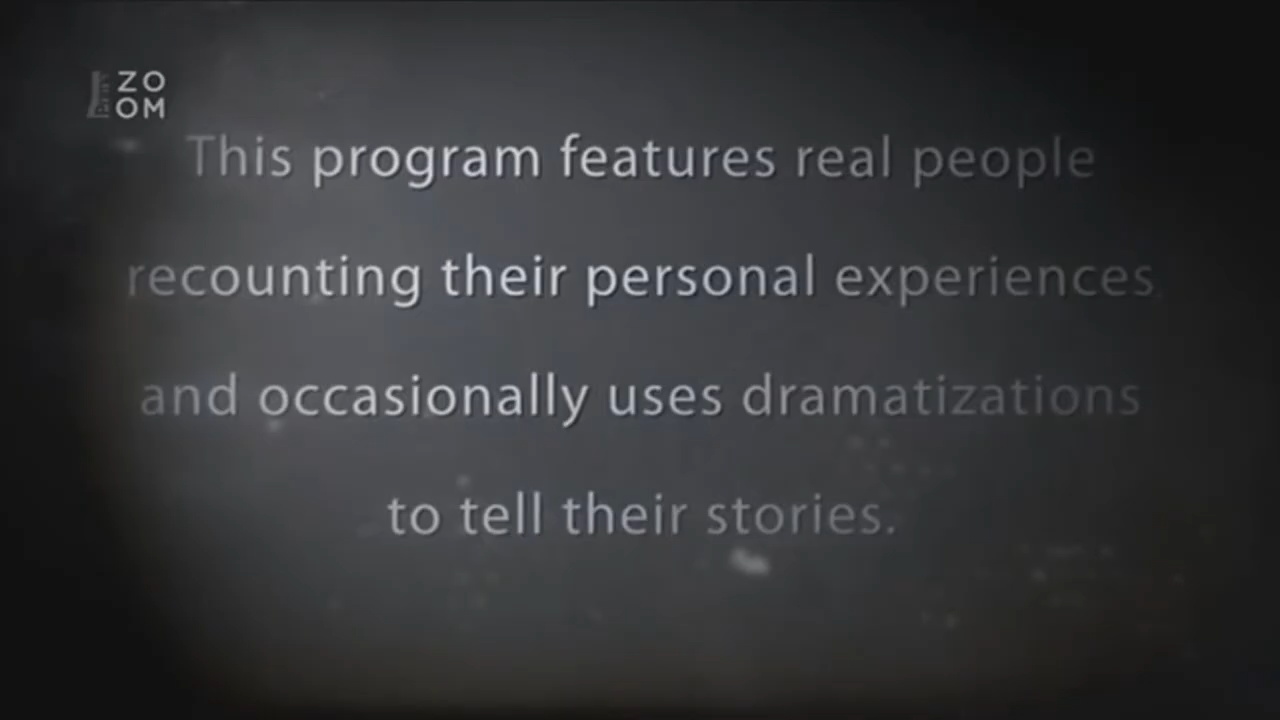 ZO
OM
This program features real people
recounting their personal experiences
and occasionally uses dramatizations
to tell their stories.